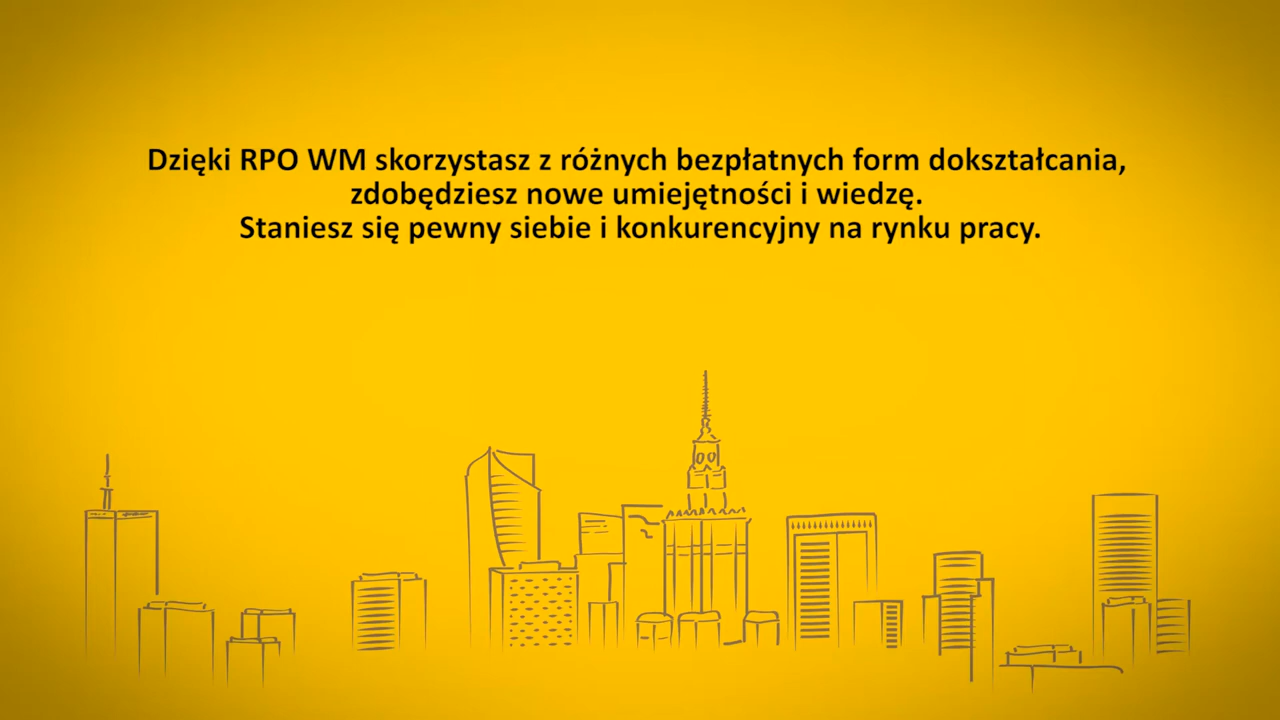 Dzięki RPO WM skorzystasz z różnych bezpłatnych form dokształcania,
zdobędziesz nowe umiejętności i wiedzę.
Staniesz się pewny siebie i konkurencyjny na rynku pracy.